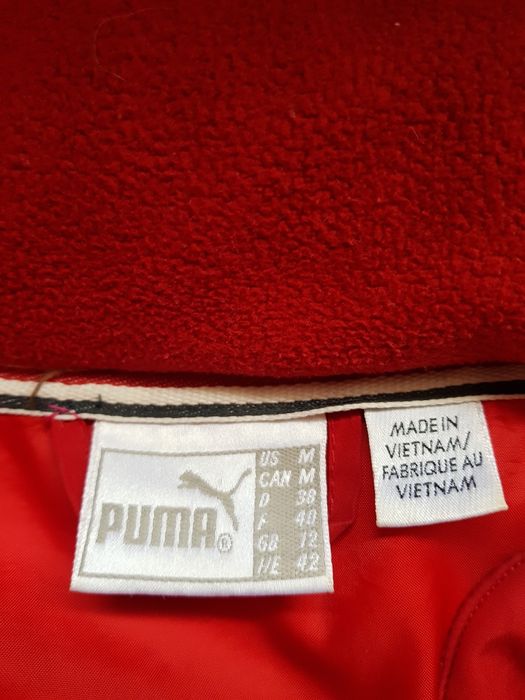 PUMA®
US M
CAN M
D 38
F 40
GB 12
I/E 42
MADE IN
VIETNAM/
FABRIQUE AU
VIETNAM